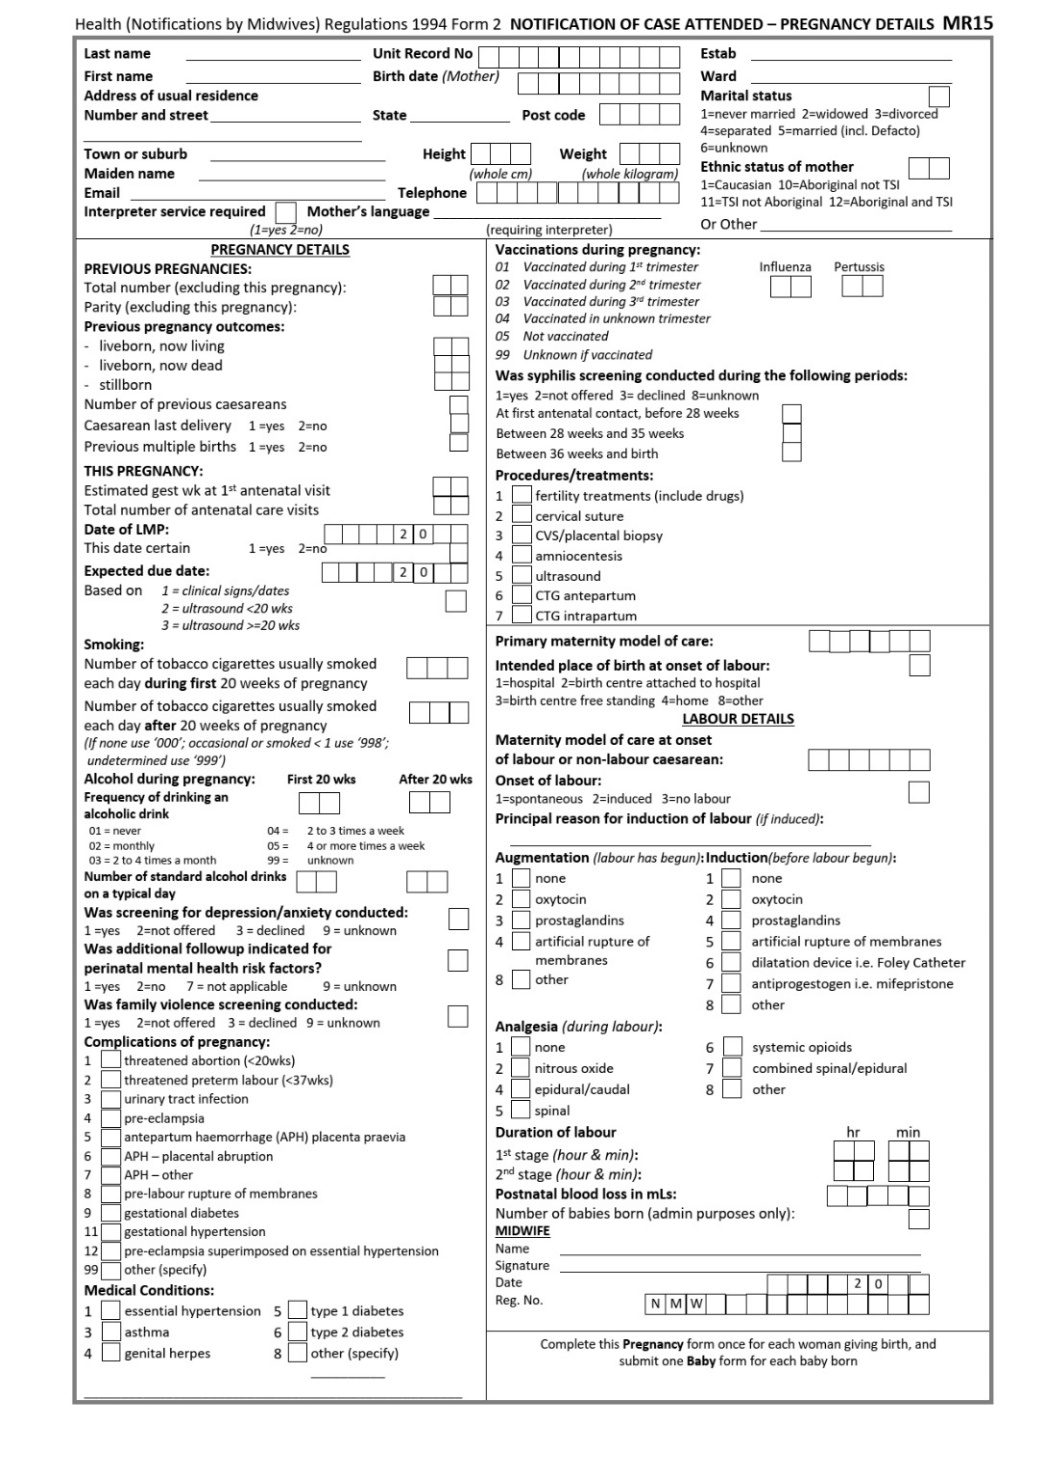 Health (Notifications by Midwives) Regulations 1994 Form 2 NOTIFICATION OF CASE ATTENDED – PREGNANCY DETAILS MR15
Last name
Unit Record No
Estab
First name
Birth date (Mother)
Ward
Address of usual residence
Marital status
Number and street
State
Post code
1=never married 2=widowed 3=divorced
4=separated 5=married (incl. Defacto)
6=unknown
Town or suburb
Height
Weight
Ethnic status of mother
Maiden name
(whole cm)
(whole kilogram)
1=Caucasian 10=Aboriginal not TSI
Email
Telephone
11=TSI not Aboriginal 12=Aboriginal and TSI
Interpreter service required
Mother's language
Or Other
(1=yes 2=no)
(requiring interpreter)
PREGNANCY DETAILS
PREVIOUS PREGNANCIES:
Total number (excluding this pregnancy):
Parity (excluding this pregnancy):
Previous pregnancy outcomes:
- liveborn, now living
- liveborn, now dead
- stillborn
Number of previous caesareans
Caesarean last delivery 1=yes 2=no
Previous multiple births 1=yes 2=no
THIS PREGNANCY:
Estimated gest wk at 1st antenatal visit
Total number of antenatal care visits
Date of LMP: 2 0
This date certain 1=yes 2=no
Expected due date: 2 0
Based on 1 = clinical signs/dates
2 = ultrasound <20 wks
3 = ultrasound >=20 wks
Smoking:
Number of tobacco cigarettes usually smoked
each day during first 20 weeks of pregnancy
Number of tobacco cigarettes usually smoked
each day after 20 weeks of pregnancy
(If none use '000'; occasional or smoked < 1 use '998';
undetermined use '999')
Alcohol during pregnancy: First 20 wks After 20 wks
Frequency of drinking an
alcoholic drink
01 = never 04 = 2 to 3 times a week
02 = monthly 05 = 4 or more times a week
03 = 2 to 4 times a month 99 = unknown
Number of standard alcohol drinks
on a typical day
Was screening for depression/anxiety conducted:
1=yes 2=not offered 3 = declined 9 = unknown
Was additional followup indicated for
perinatal mental health risk factors?
1=yes 2=no 7 = not applicable 9 = unknown
Was family violence screening conducted:
1=yes 2=not offered 3 = declined 9 = unknown
Complications of pregnancy:
1 threatened abortion (<20wks)
2 threatened preterm labour (<37wks)
3 urinary tract infection
4 pre-eclampsia
5 antepartum haemorrhage (APH) placenta praevia
6 APH – placental abruption
7 APH – other
8 pre-labour rupture of membranes
9 gestational diabetes
11 gestational hypertension
12 pre-eclampsia superimposed on essential hypertension
99 other (specify)
Medical Conditions:
1 essential hypertension 5 type 1 diabetes
3 asthma 6 type 2 diabetes
4 genital herpes 8 other (specify)
Vaccinations during pregnancy:
01 Vaccinated during 1st trimester Influenza Pertussis
02 Vaccinated during 2nd trimester
03 Vaccinated during 3rd trimester
04 Vaccinated in unknown trimester
05 Not vaccinated
99 Unknown if vaccinated
Was syphilis screening conducted during the following periods:
1=yes 2=not offered 3= declined 8=unknown
At first antenatal contact, before 28 weeks
Between 28 weeks and 35 weeks
Between 36 weeks and birth
Procedures/treatments:
1 fertility treatments (include drugs)
2 cervical suture
3 CVS/placental biopsy
4 amniocentesis
5 ultrasound
6 CTG antepartum
7 CTG intrapartum
Primary maternity model of care:
Intended place of birth at onset of labour:
1=hospital 2=birth centre attached to hospital
3=birth centre free standing 4=home 8=other
LABOUR DETAILS
Maternity model of care at onset
of labour or non-labour caesarean:
Onset of labour:
1=spontaneous 2=induced 3=no labour
Principal reason for induction of labour (if induced):
Augmentation (labour has begun): Induction(before labour begun):
1 none 1 none
2 oxytocin 2 oxytocin
3 prostaglandins 4 prostaglandins
4 artificial rupture of 5 artificial rupture of membranes
membranes 6 dilatation device i.e. Foley Catheter
8 other 7 antiprogestogen i.e. mifepristone
8 other
Analgesia (during labour):
1 none 6 systemic opioids
2 nitrous oxide 7 combined spinal/epidural
4 epidural/caudal 8 other
5 spinal
Duration of labour hr min
1st stage (hour & min):
2nd stage (hour & min):
Postnatal blood loss in mLs:
Number of babies born (admin purposes only):
MIDWIFE
Name
Signature
Date 2 0
Reg. No. N M W
Complete this Pregnancy form once for each woman giving birth, and
submit one Baby form for each baby born